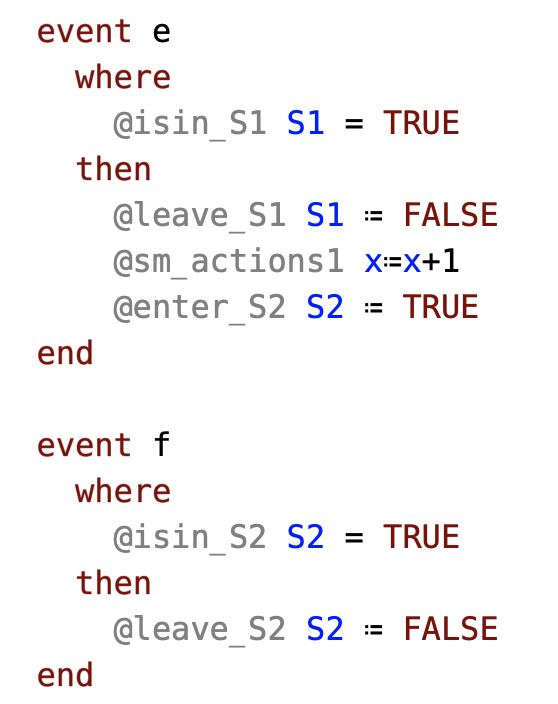 event e
where
@isin_S1 S1 = TRUE
then
@leave_S1 S1 ≔ FALSE
@sm_actions1 x≔x+1
@enter_S2 S2 ≔ TRUE
end
event f
where
@isin_S2 S2 = TRUE
then
@leave_S2 S2 ≔ FALSE
end